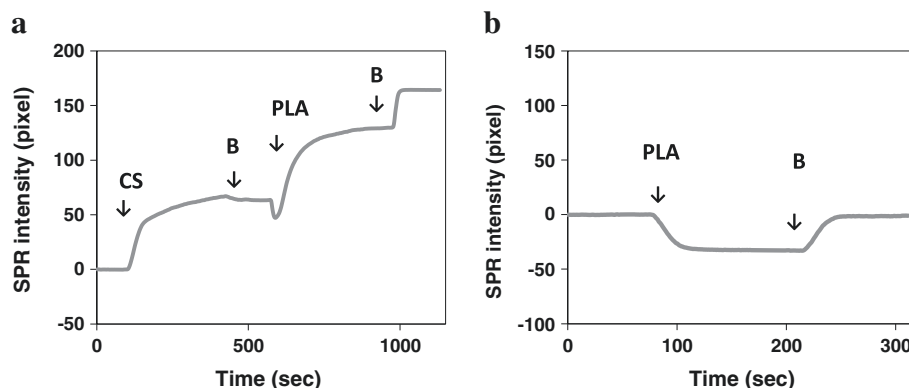 a
SPR intensity (pixel)
200
150
100
50
0
-50
CS
B
PLA
B
0 500 1000
Time (sec)
b
SPR intensity (pixel)
150
100
50
0
-50
-100
PLA
B
0 100 200 300
Time (sec)